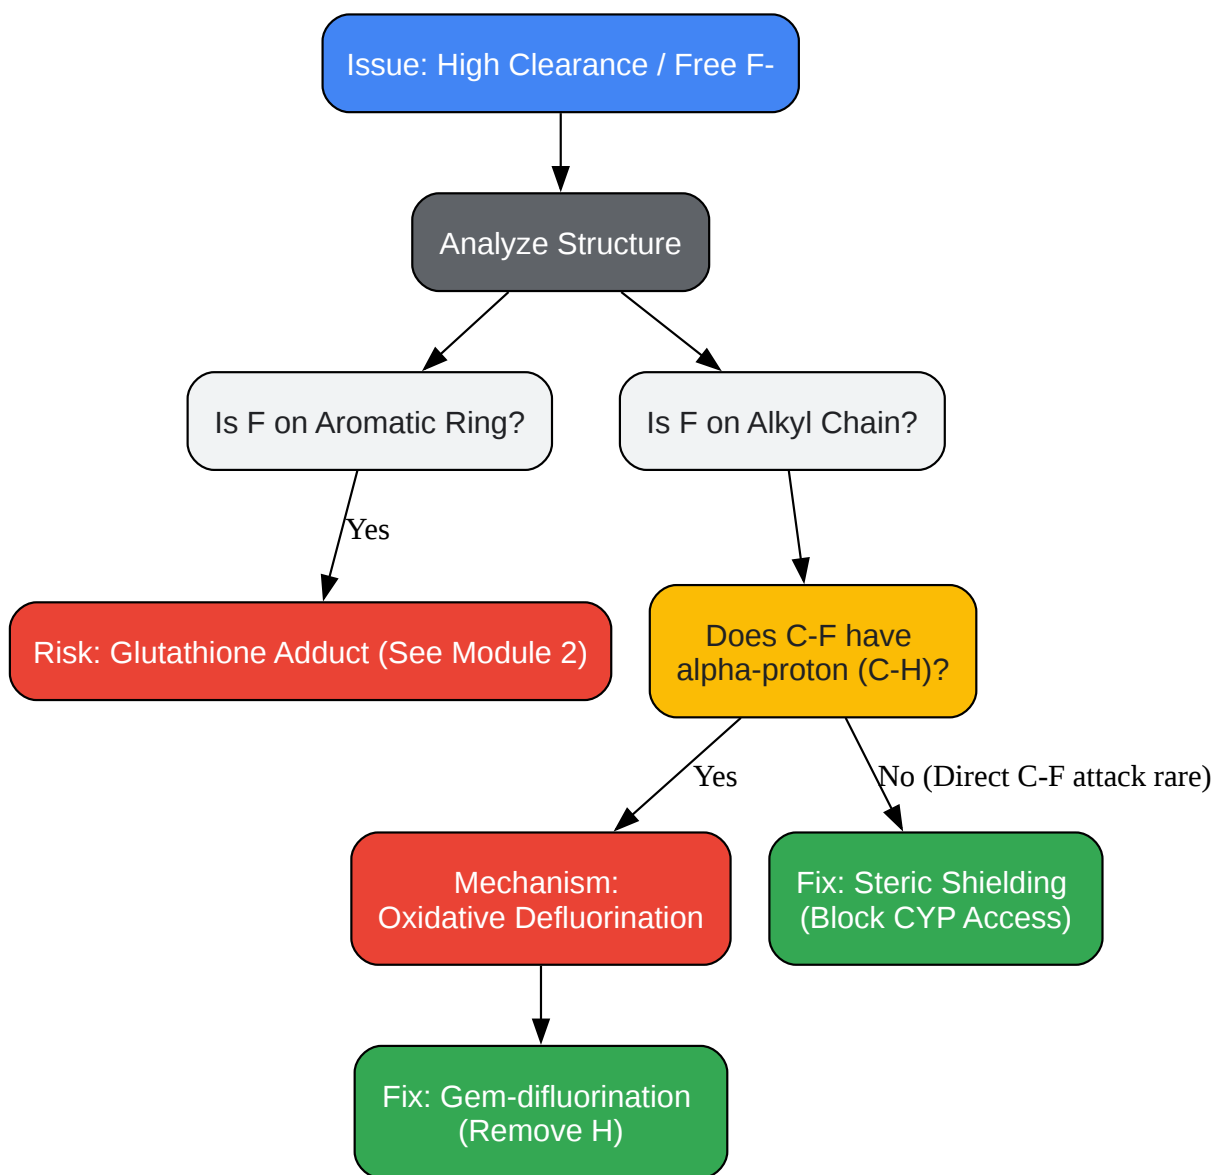 Issue: High Clearance / Free F-
Analyze Structure
Is F on Aromatic Ring?
Is F on Alkyl Chain?
Yes
Risk: Glutathione Adduct (See Module 2)
Does C-F have
alpha-proton (C-H)?
Yes
No (Direct C-F attack rare)
Mechanism:
Oxidative Defluorination
Fix: Steric Shielding
(Block CYP Access)
Fix: Gem-difluorination
(Remove H)